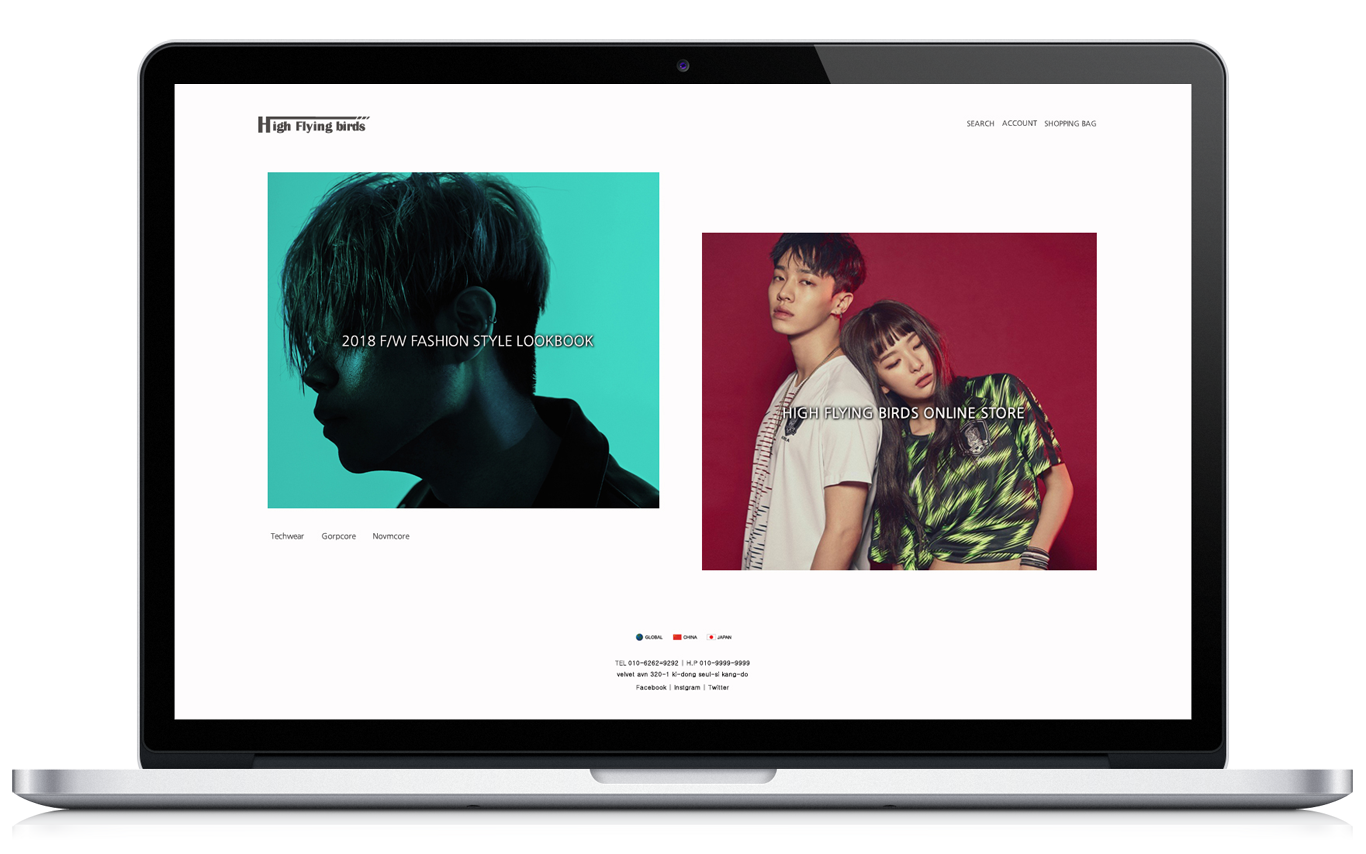 High Flying birds
SEARCH ACCOUNT SHOPPING BAG
2018 F/W FASHION STYLE LOOKBOOK
HIGH FLYING BIRDS ONLINE STORE
Techwear Gorpcore Novmcore
GLOBAL CHINA JAPAN
TEL 010-6262-9292 | H.P 010-9999-9999
velvet avn 320-1 ki-dong seul-si kang-do
Facebook | Instgram | Twitter